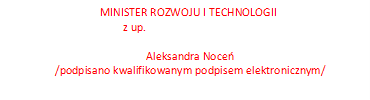 MINISTER ROZWOJU I TECHNOLOGII
z up.
Aleksandra Noceń
/podpisano kwalifikowanym podpisem elektronicznym/